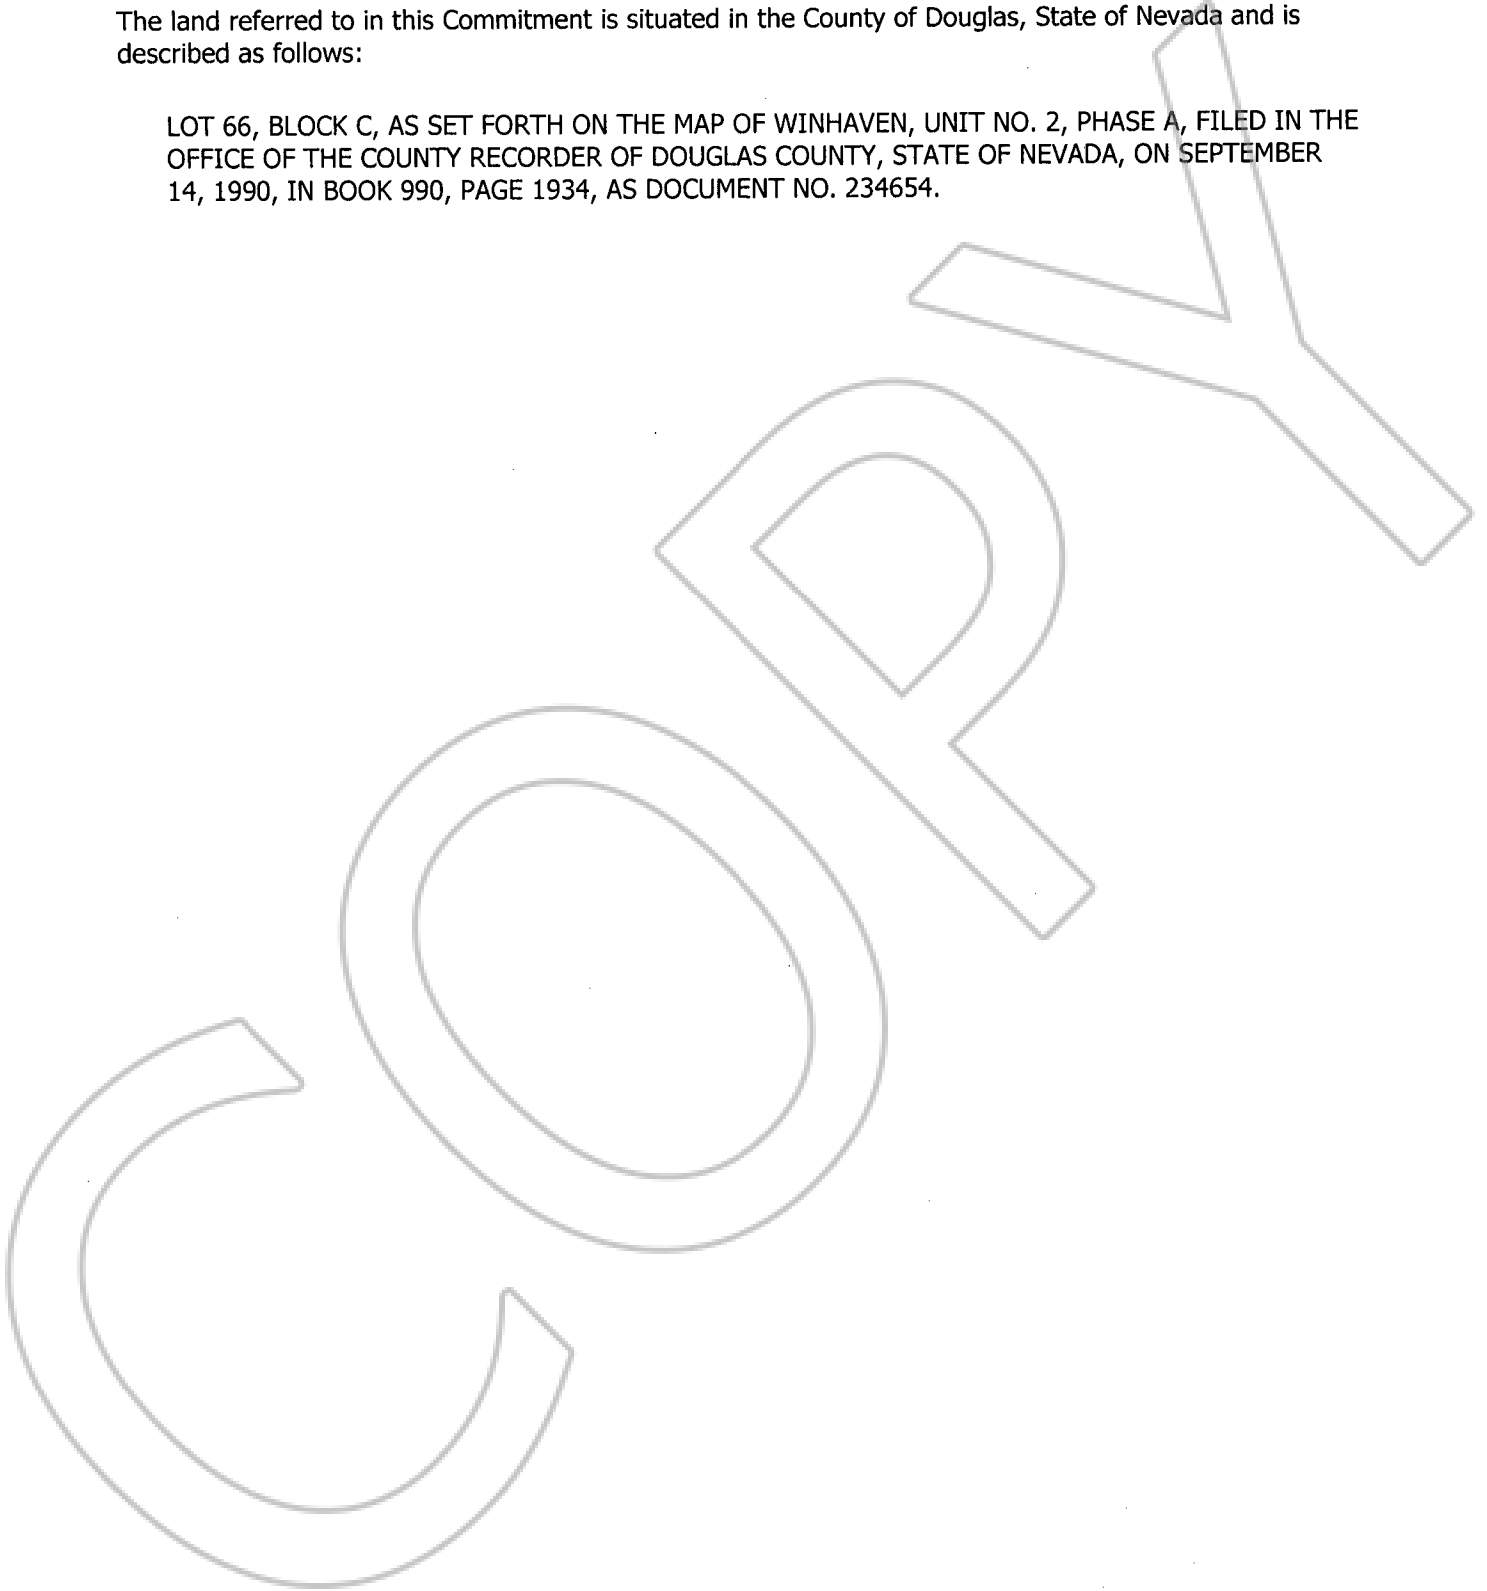 The land referred to in this Commitment is situated in the County of Douglas, State of Nevada and is
described as follows:
LOT 66, BLOCK C, AS SET FORTH ON THE MAP OF WINHAVEN, UNIT NO. 2, PHASE A, FILED IN THE
OFFICE OF THE COUNTY RECORDER OF DOUGLAS COUNTY, STATE OF NEVADA, ON SEPTEMBER
14, 1990, IN BOOK 990, PAGE 1934, AS DOCUMENT NO. 234654.
COPY